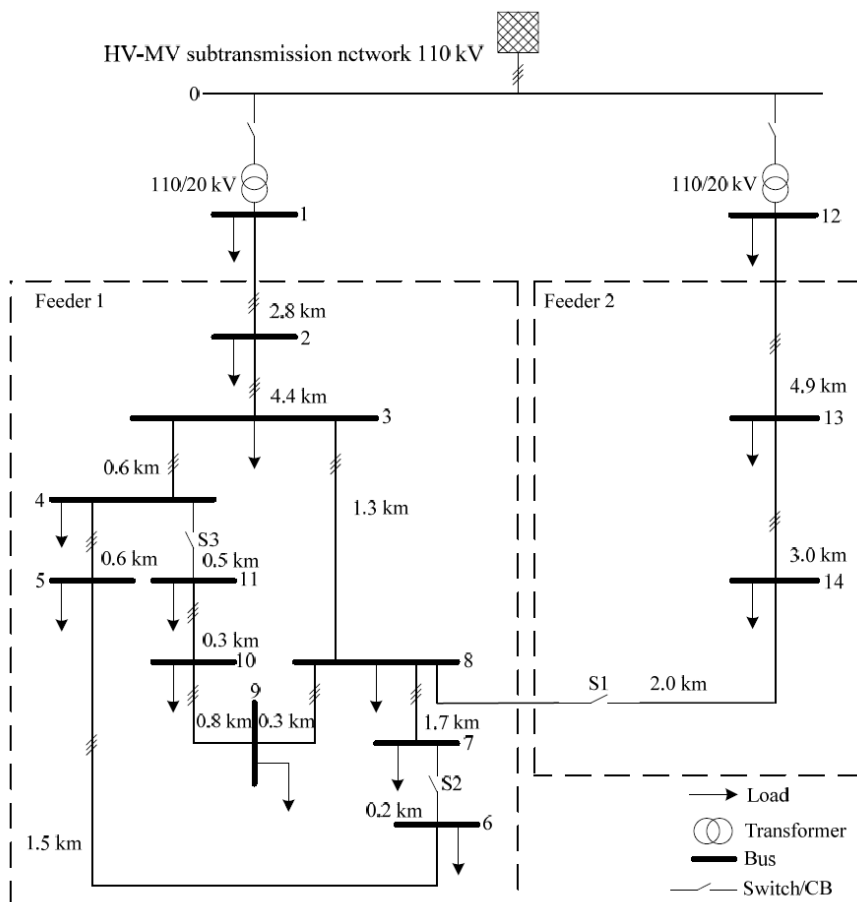 HV-MV subtransmission network 110 kV
0
110/20 kV
110/20 kV
1
12
Feeder 1
Feeder 2
2.8 km
2
4.4 km
4.9 km
3
13
0.6 km
1.3 km
4
S3
0.6 km
0.5 km
3.0 km
5
11
14
0.3 km
10
8
9
S1
2.0 km
0.8 km
0.3 km
1.7 km
7
S2
Load
0.2 km
6
Transformer
1.5 km
Bus
Switch/CB